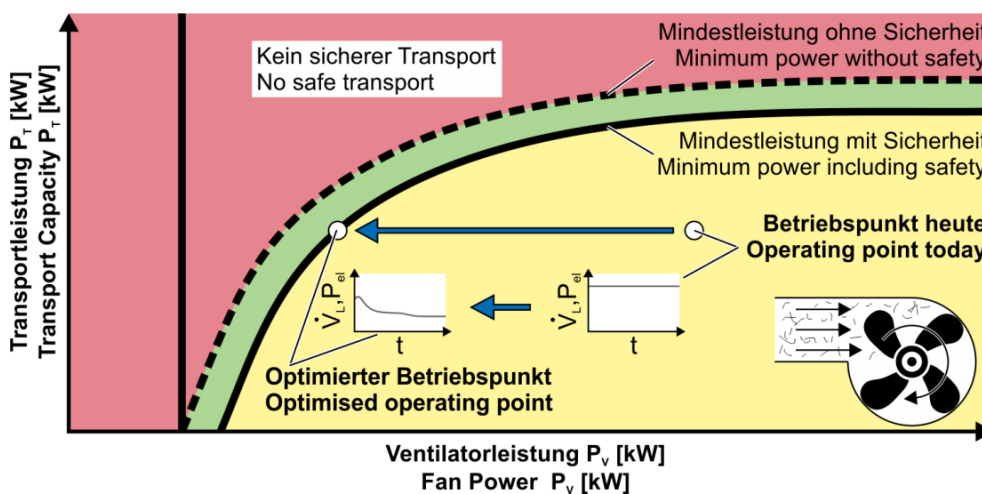 Transportleistung P_T [kW]
Transport Capacity P_T [kW]
Kein sicherer Transport
No safe transport
Mindestleistung ohne Sicherheit
Minimum power without safety
Mindestleistung mit Sicherheit
Minimum power including safety
Betriebspunkt heute
Operating point today
V̇_L,P_el
t
V̇_L,P_el
t
Optimierter Betriebspunkt
Optimised operating point
Ventilatorleistung P_V [kW]
Fan Power P_V [kW]